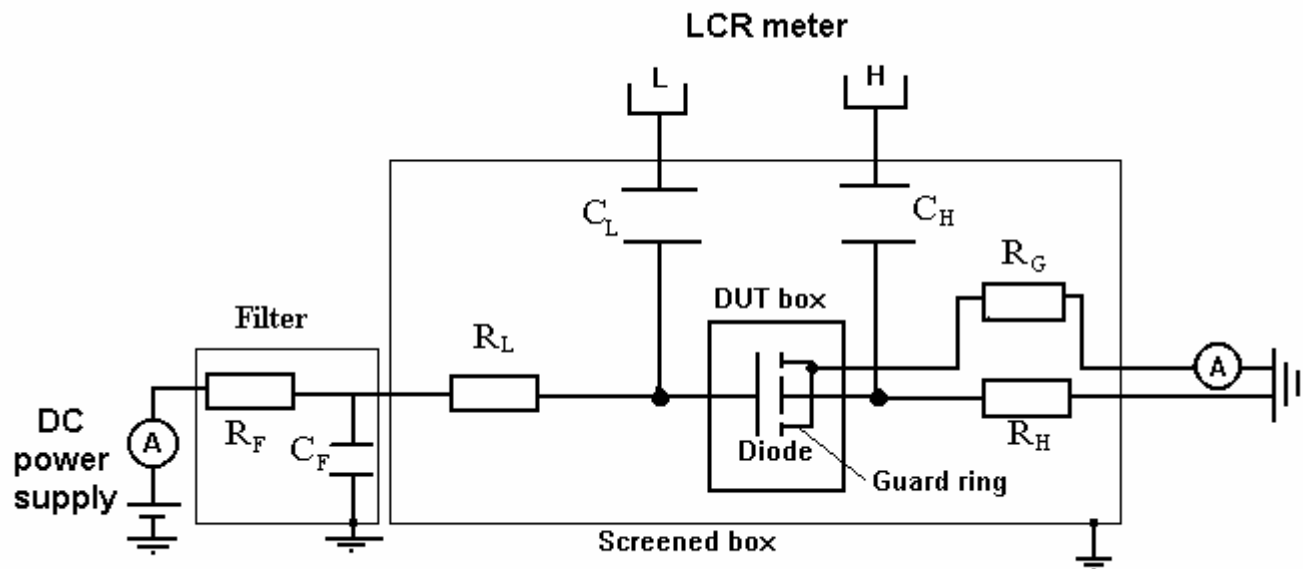 LCR meter
L
H
C_L
C_H
R_G
DUT box
Filter
R_L
A
R_F
C_F
DC
power
supply
A
R_H
Diode
Guard ring
Screened box